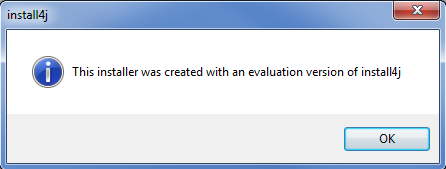 install4j
This installer was created with an evaluation version of install4j
OK